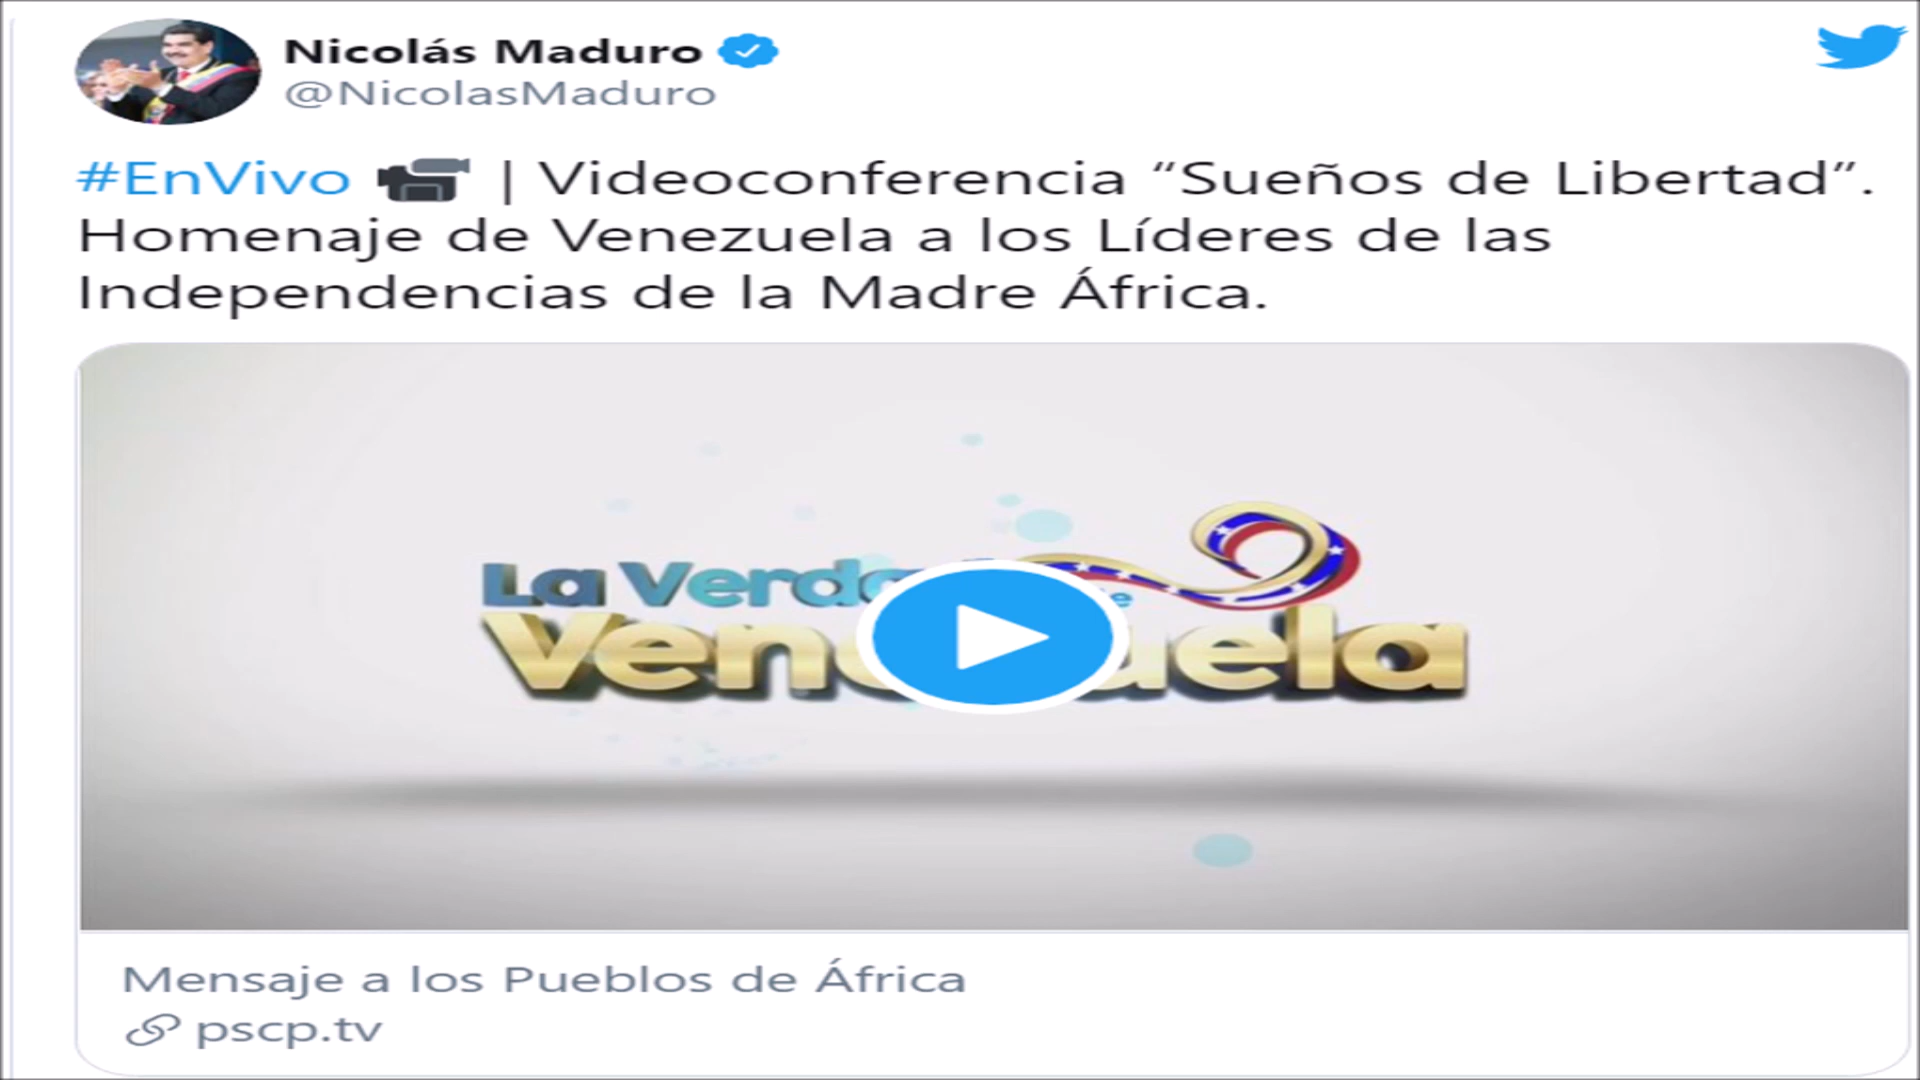 Nicolás Maduro
@NicolasMaduro
#EnVivo | Videoconferencia “Sueños de Libertad”.
Homenaje de Venezuela a los Líderes de las
Independencias de la Madre África.
La
Mensaje a los Pueblos de África
pscp.tv